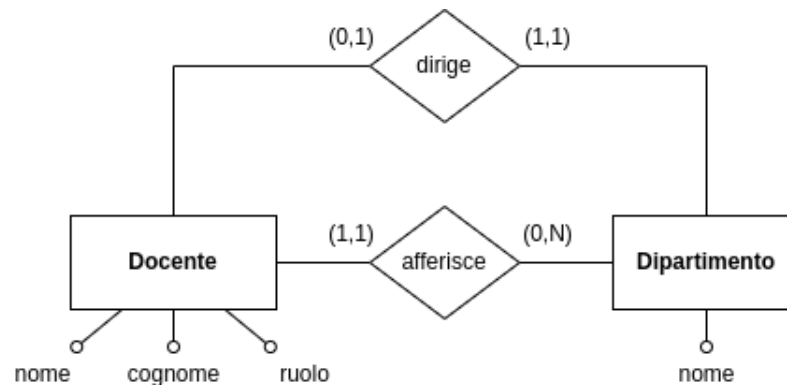 (0,1) dirige (1,1)
(1,1) afferisce (0,N)
Docente
Dipartimento
nome cognome ruolo
nome